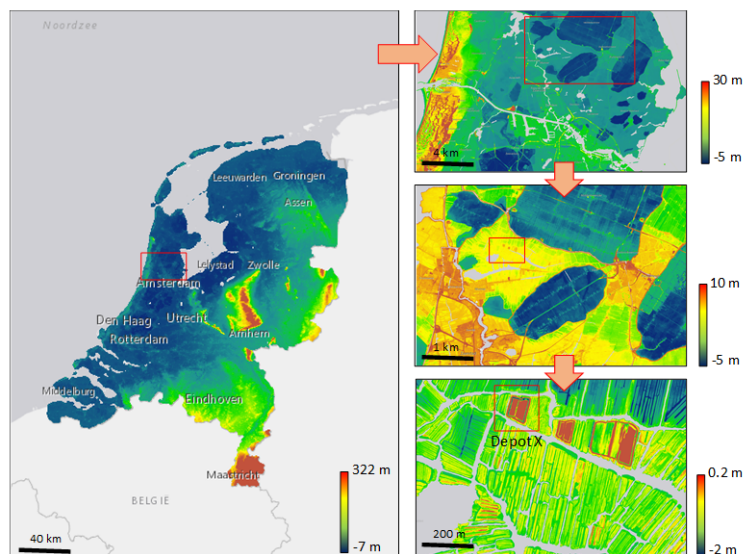 Noordzee
Leeuwarden
Groningen
Assen
Lelystad
Zwolle
Amsterdam
Den Haag
Utrecht
Rotterdam
Arnhem
Middelburg
Eindhoven
Maastricht
BELGIË
322 m
-7 m
40 km
30 m
-5 m
4 km
10 m
-5 m
1 km
Depot X
0.2 m
-2 m
200 m